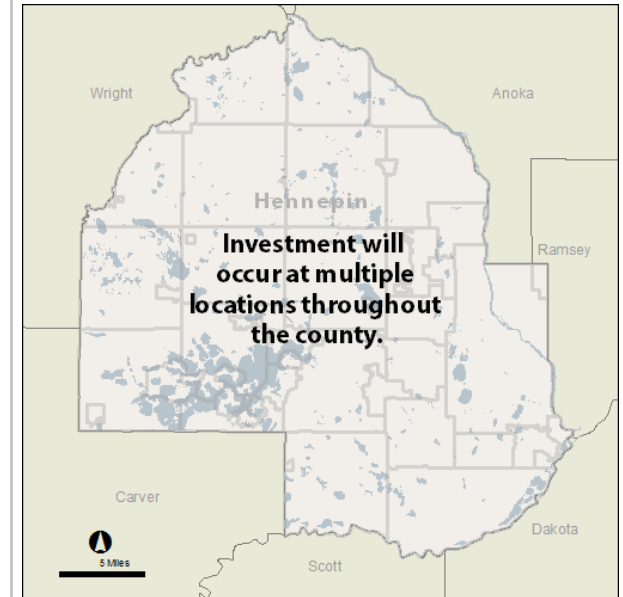 Wright
Anoka
Hennepin
Investment will
occur at multiple
locations throughout
the county.
Ramsey
Carver
Dakota
Scott
5 Miles